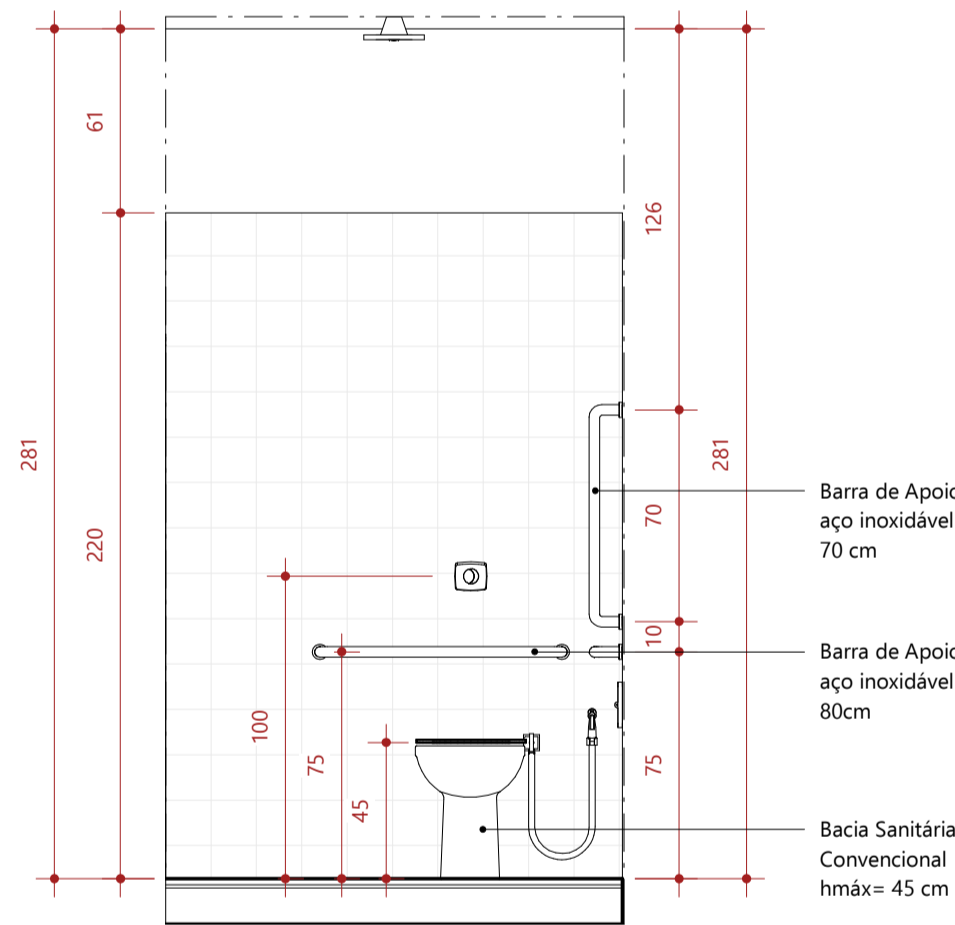 61
126
281
281
220
70
Barra de Apoio
aço inoxidável
70 cm
10
Barra de Apoio
aço inoxidável
80cm
100
75
75
45
Bacia Sanitária
Convencional
hmáx= 45 cm